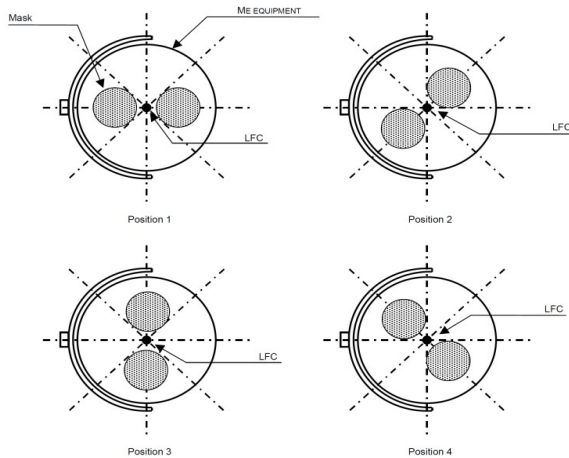 Mask
ME EQUIPMENT
LFC
LFC
Position 1
Position 2
LFC
LFC
Position 3
Position 4